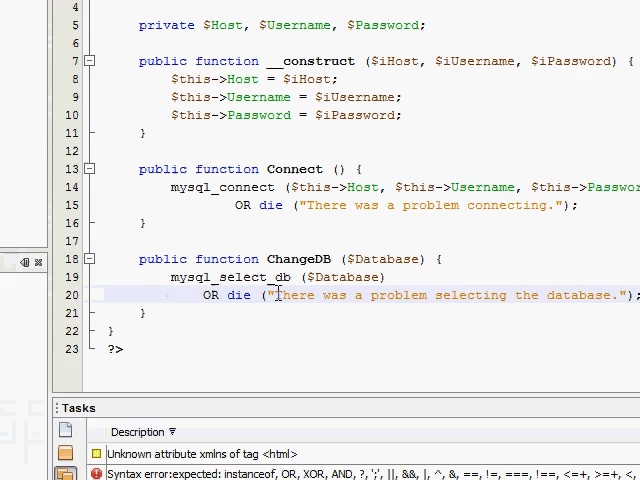 4
5 private $Host, $Username, $Password;
6
7 public function __construct ($iHost, $iUsername, $iPassword) {
8 $this->Host = $iHost;
9 $this->Username = $iUsername;
10 $this->Password = $iPassword;
11 }
12
13 public function Connect () {
14 mysql_connect ($this->Host, $this->Username, $this->Passwor
15 OR die ("There was a problem connecting.");
16 }
17
18 public function ChangeDB ($Database) {
19 mysql_select_db ($Database)
20 OR die ("There was a problem selecting the database.");
21 }
22 }
23 ?>
Tasks
Description
Unknown attribute xmlns of tag <html>
Syntax error:expected: instanceof, OR, XOR, AND, ?, ';', ||, &&, |, ^, &, ==, !=, ===, !==, <=+, >=+, <,